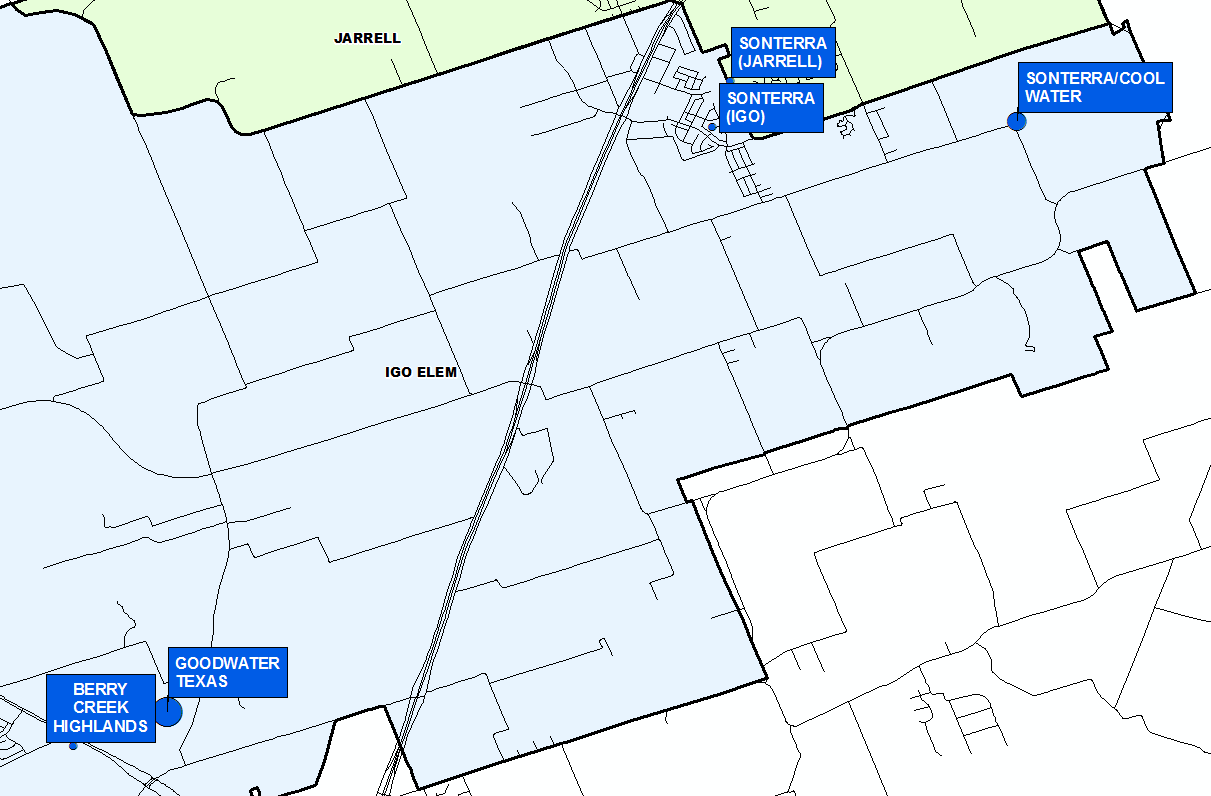 JARRELL
SONTERRA
(JARRELL)
SONTERRA/COOL
WATER
SONTERRA
(IGO)
IGO ELEM
GOODWATER
TEXAS
BERRY
CREEK
HIGHLANDS